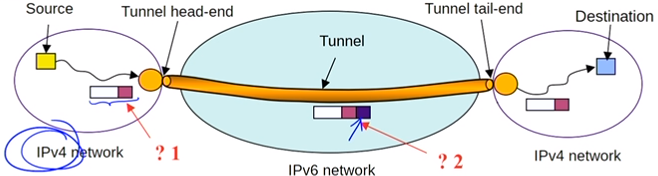 Source
Tunnel head-end
Tunnel
Tunnel tail-end
Destination
? 1
? 2
IPv4 network
IPv6 network
IPv4 network